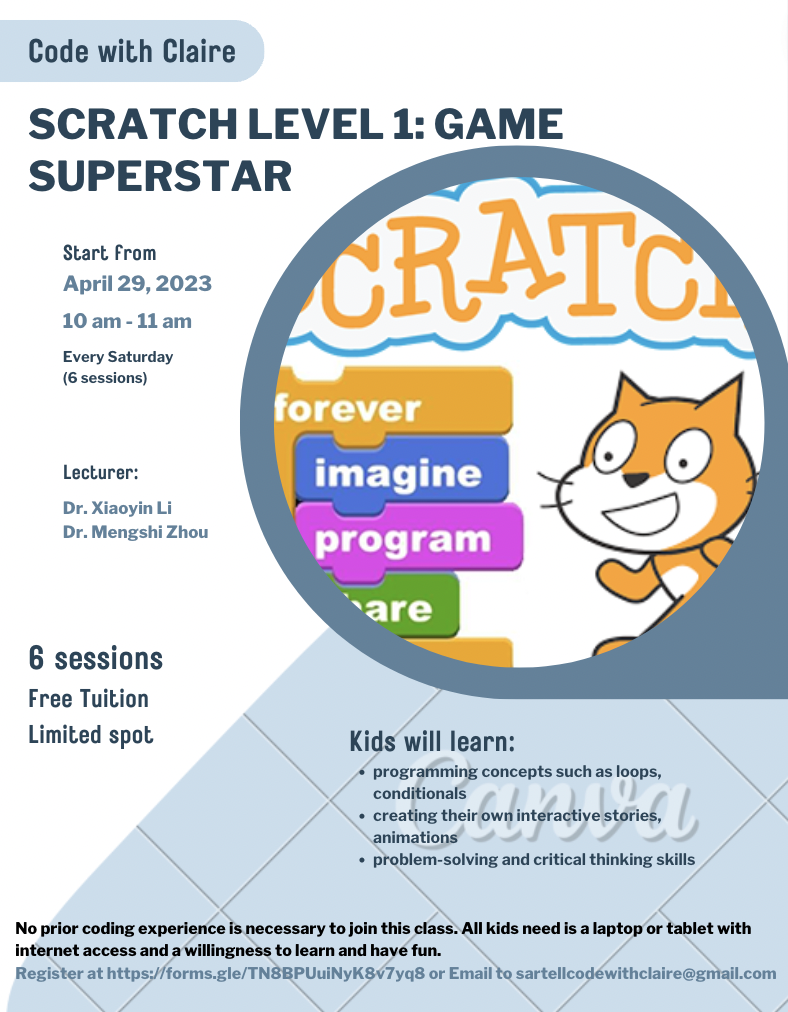 Code with Claire
SCRATCH LEVEL 1: GAME
SUPERSTAR
Start from
April 29, 2023
10 am - 11 am
Every Saturday
(6 sessions)
Lecturer:
Dr. Xiaoyin Li
Dr. Mengshi Zhou
SCRATCH
forever
imagine
program
hare
6 sessions
Free Tuition
Limited spot
Kids will learn:
• programming concepts such as loops,
conditionals
• creating their own interactive stories,
animations
• problem-solving and critical thinking skills
Canva
No prior coding experience is necessary to join this class. All kids need is a laptop or tablet with
internet access and a willingness to learn and have fun.
Register at https://forms.gle/TN8BPUuiNyK8v7yq8 or Email to sartellcodewithclaire@gmail.com